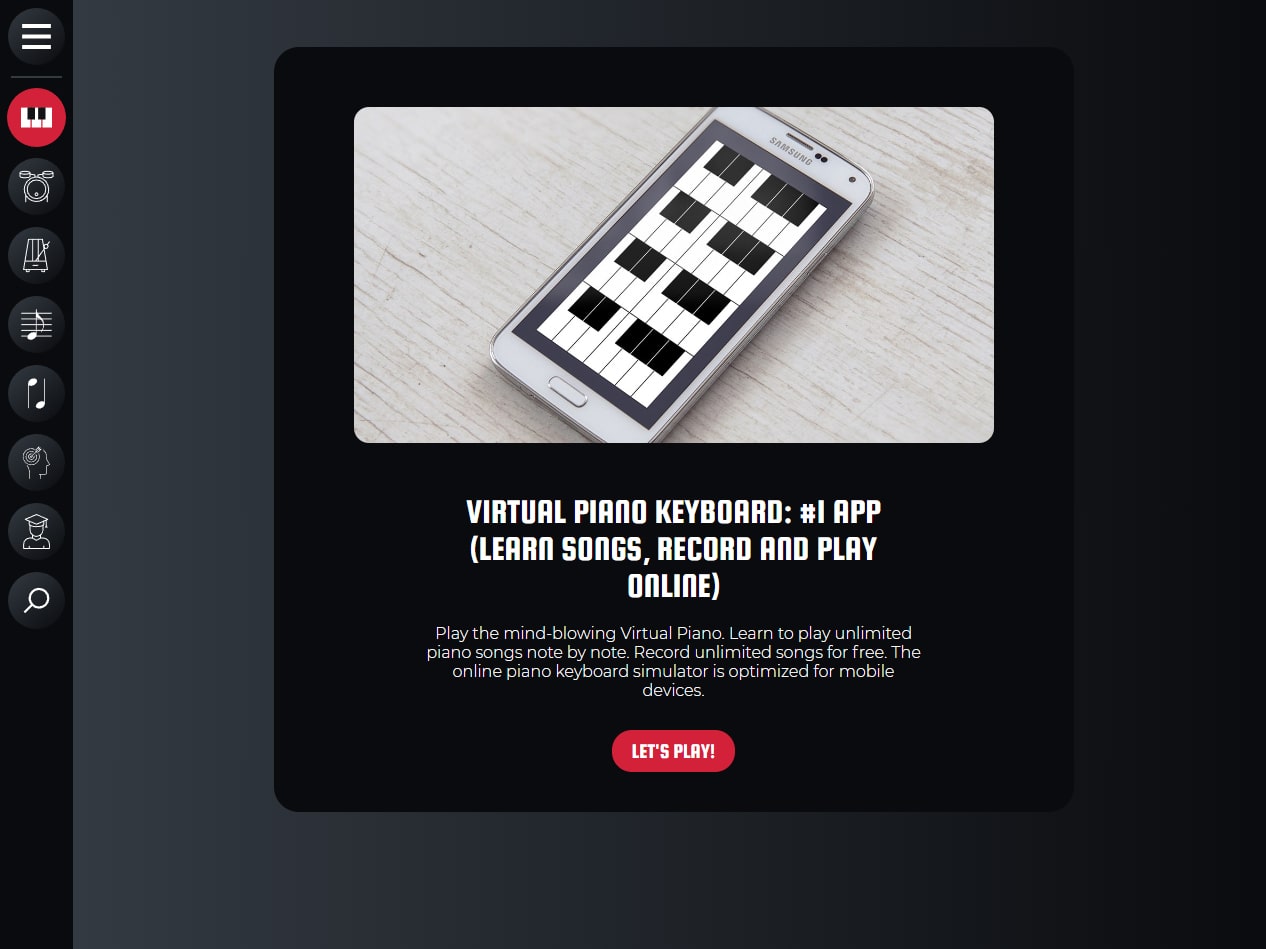 SAMSUNG
VIRTUAL PIANO KEYBOARD: #1 APP
(LEARN SONGS, RECORD AND PLAY
ONLINE)
Play the mind-blowing Virtual Piano. Learn to play unlimited
piano songs note by note. Record unlimited songs for free. The
online piano keyboard simulator is optimized for mobile
devices.
LET'S PLAY!